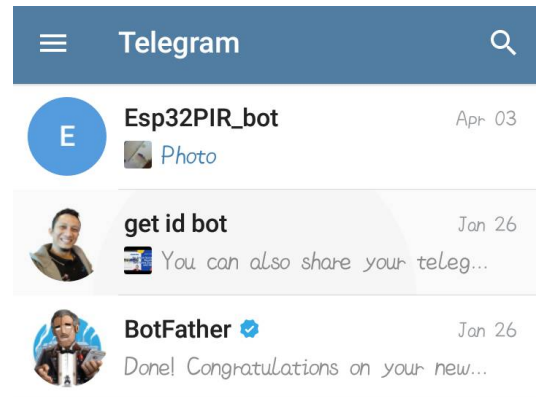 Telegram
E
Esp32PIR_bot
Apr 03
Photo
get id bot
Jan 26
You can also share your teleg...
BotFather
Jan 26
Done! Congratulations on your new...